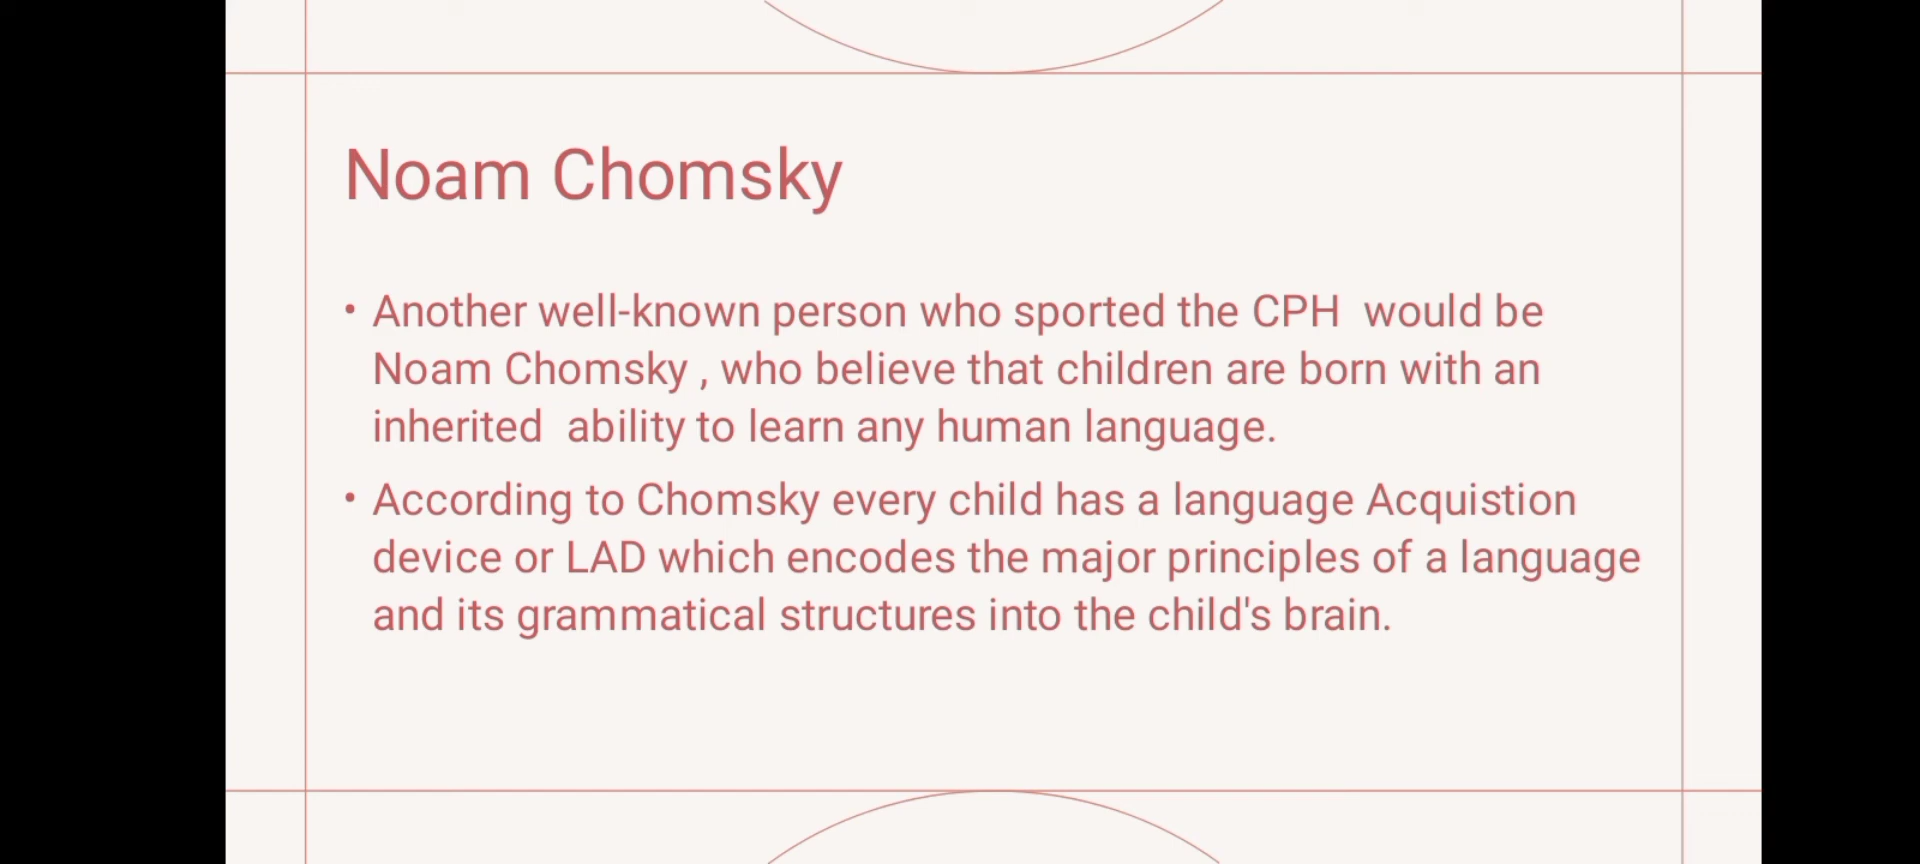 Noam Chomsky
• Another well-known person who sported the CPH  would be
Noam Chomsky , who believe that children are born with an
inherited  ability to learn any human language.
• According to Chomsky every child has a language Acquistion
device or LAD which encodes the major principles of a language
and its grammatical structures into the child's brain.